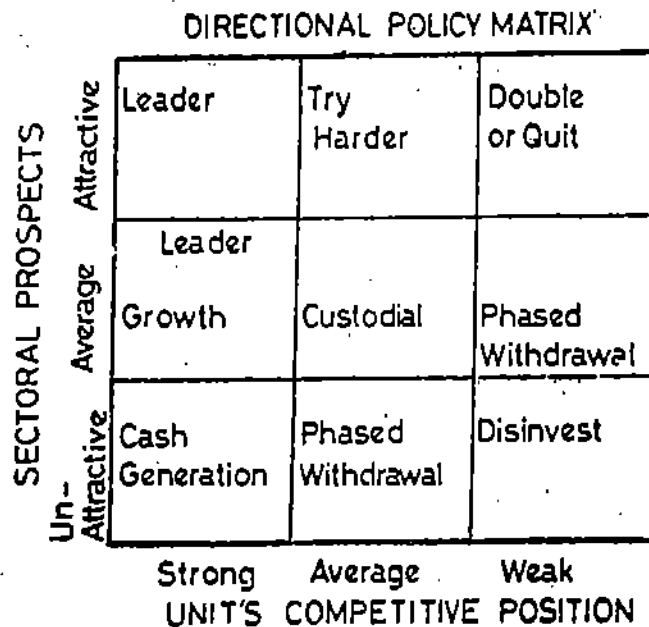 DIRECTIONAL POLICY MATRIX
SECTORAL PROSPECTS
Attractive
Leader
Try
Harder
Double
or Quit
Average
Leader
Growth
Custodial
Phased
Withdrawal
Un-
Attractive
Cash
Generation
Phased
Withdrawal
Disinvest
Strong Average Weak
UNIT'S COMPETITIVE POSITION